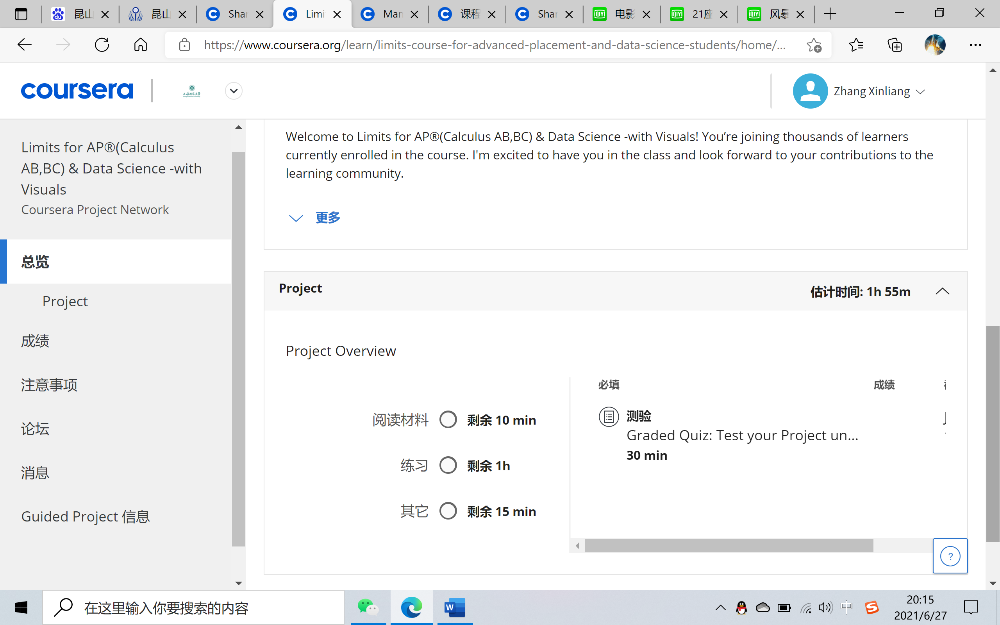 昆山
昆山
Shar
Limi
Man
课程
Shar
电影
21座
风暴
https://www.coursera.org/learn/limits-course-for-advanced-placement-and-data-science-students/home/...
coursera
Zhang Xinliang
Limits for AP®(Calculus
AB,BC) & Data Science -with
Visuals
Coursera Project Network
总览
Project
成绩
注意事项
论坛
消息
Guided Project 信息
Welcome to Limits for AP®(Calculus AB,BC) & Data Science -with Visuals! You’re joining thousands of learners
currently enrolled in the course. I'm excited to have you in the class and look forward to your contributions to the
learning community.
更多
Project
估计时间: 1h 55m
Project Overview
阅读材料 剩余 10 min
练习 剩余 1h
其它 剩余 15 min
必填 成绩
测验
Graded Quiz: Test your Project un...
30 min
?
在这里输入你要搜索的内容
中
20:15
2021/6/27